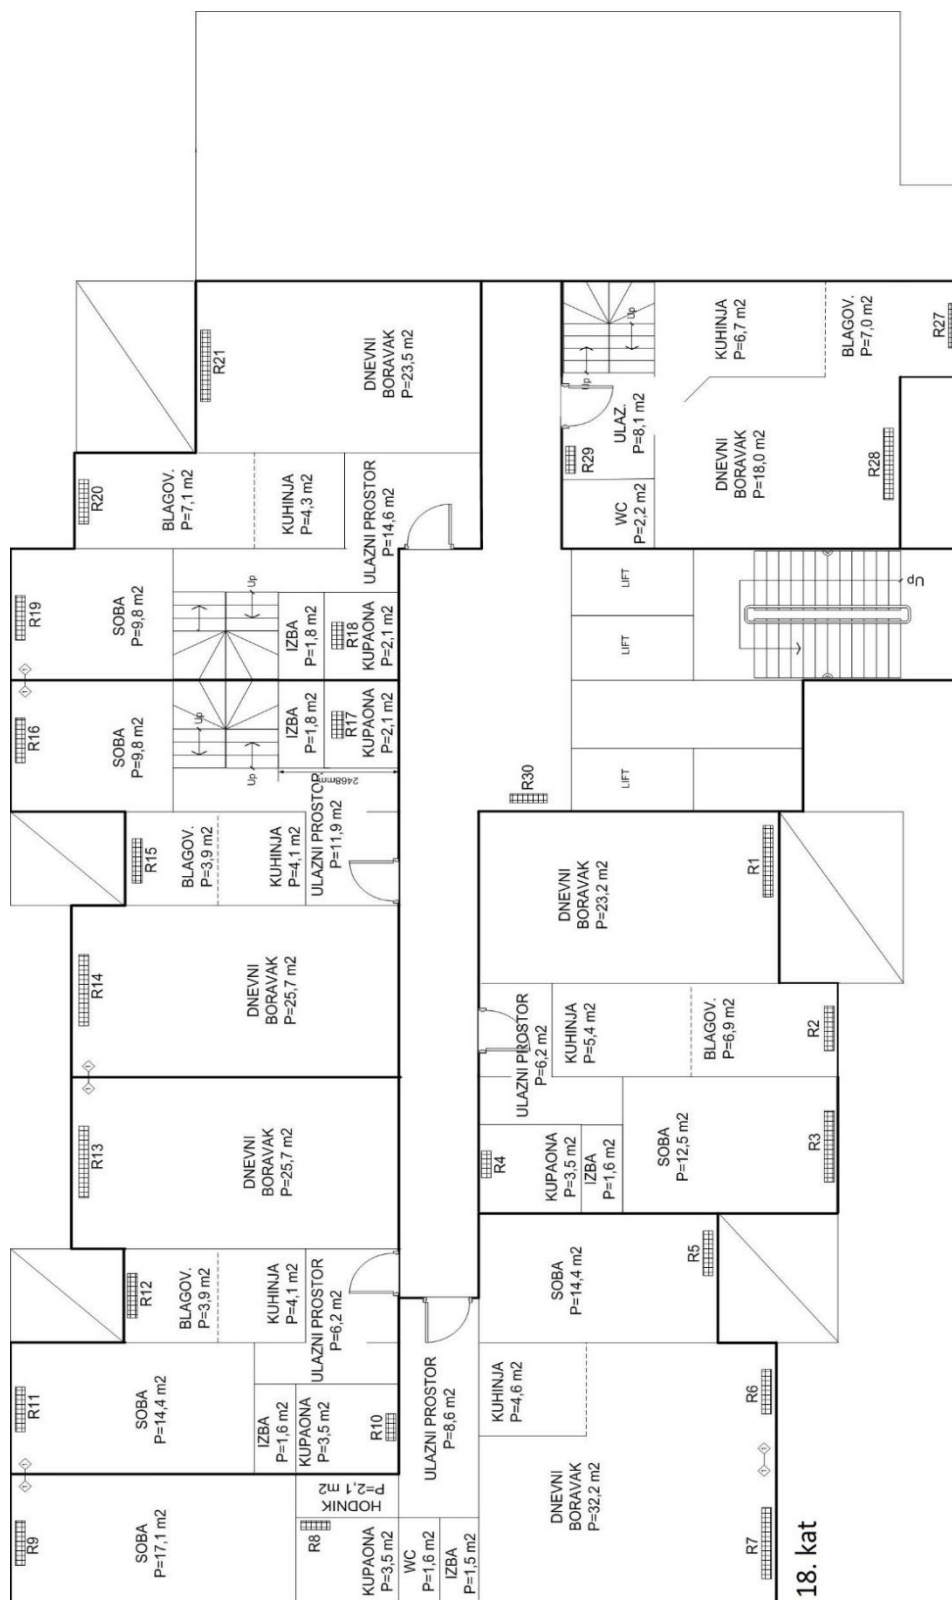 R21
DNEVNI
BORAVAK
P=23,5 m2
R20
BLAGOV.
P=7,1 m2
KUHINJA
P=4,3 m2
ULAZNI PROSTOR
P=14,6 m2
Up
Up
ULAZ.
P=8,1 m2
R29
WC
P=2,2 m2
KUHINJA
P=6,7 m2
BLAGOV.
P=7,0 m2
R27
DNEVNI
BORAVAK
P=18,0 m2
R28
R19
SOBA
P=9,8 m2
Up
IZBA
P=1,8 m2
R18
KUPAONA
P=2,1 m2
LIFT
LIFT
LIFT
Up
R16
SOBA
P=9,8 m2
Up
Up
IZBA
P=1,8 m2
R17
KUPAONA
P=2,1 m2
2468mm
R30
R15
BLAGOV.
P=3,9 m2
KUHINJA
P=4,1 m2
ULAZNI PROSTOR
P=11,9 m2
R14
DNEVNI
BORAVAK
P=25,7 m2
DNEVNI
BORAVAK
P=23,2 m2
R1
ULAZNI PROSTOR
P=6,2 m2
KUHINJA
P=5,4 m2
BLAGOV.
P=6,9 m2
R2
R13
DNEVNI
BORAVAK
P=25,7 m2
R4
KUPAONA
P=3,5 m2
IZBA
P=1,6 m2
SOBA
P=12,5 m2
R3
R12
BLAGOV.
P=3,9 m2
KUHINJA
P=4,1 m2
ULAZNI PROSTOR
P=6,2 m2
SOBA
P=14,4 m2
R5
R11
SOBA
P=14,4 m2
IZBA
P=1,6 m2
KUPAONA
P=3,5 m2
R10
ULAZNI PROSTOR
P=8,6 m2
KUHINJA
P=4,6 m2
R6
R9
SOBA
P=17,1 m2
HODNIK
P=2,1 m2
R8
KUPAONA
P=3,5 m2
WC
P=1,6 m2
IZBA
P=1,5 m2
DNEVNI
BORAVAK
P=32,2 m2
R7
18. kat